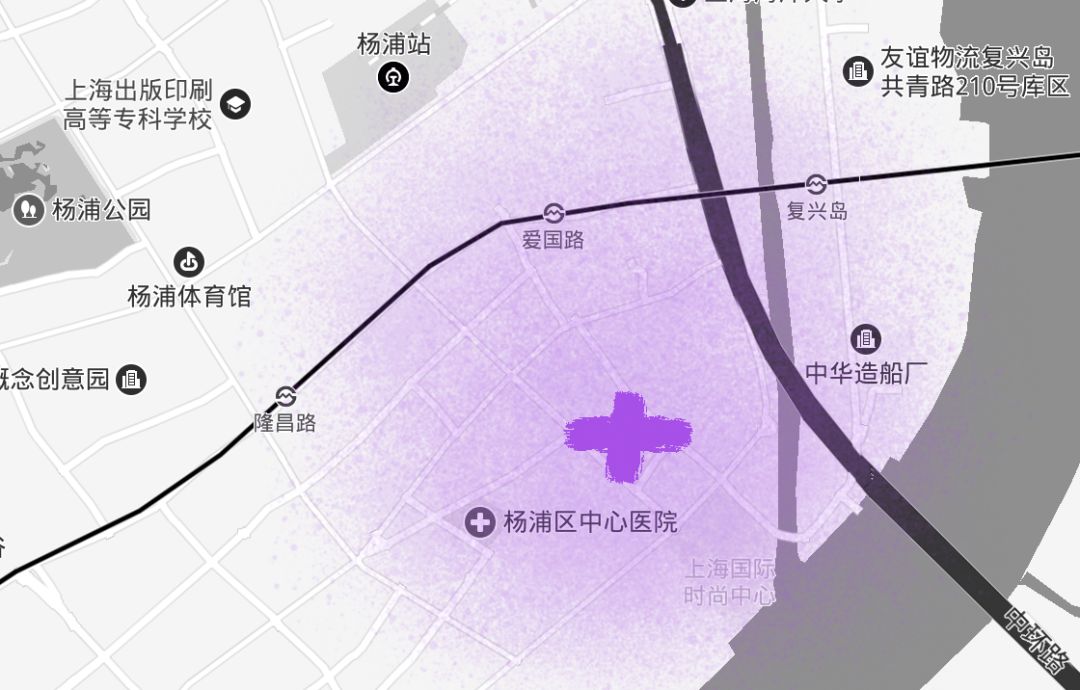 杨浦站
友谊物流复兴岛
共青路210号库区
上海出版印刷
高等专科学校
杨浦公园
复兴岛
爱国路
杨浦体育馆
中华造船厂
概念创意园
隆昌路
杨浦区中心医院
上海国际
时尚中心
中环路